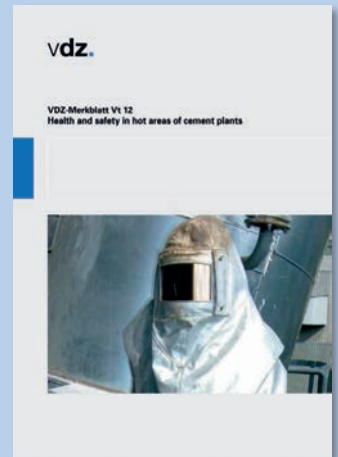 vdz.
VDZ-Merkblatt Vt 12
Health and safety in hot areas of cement plants